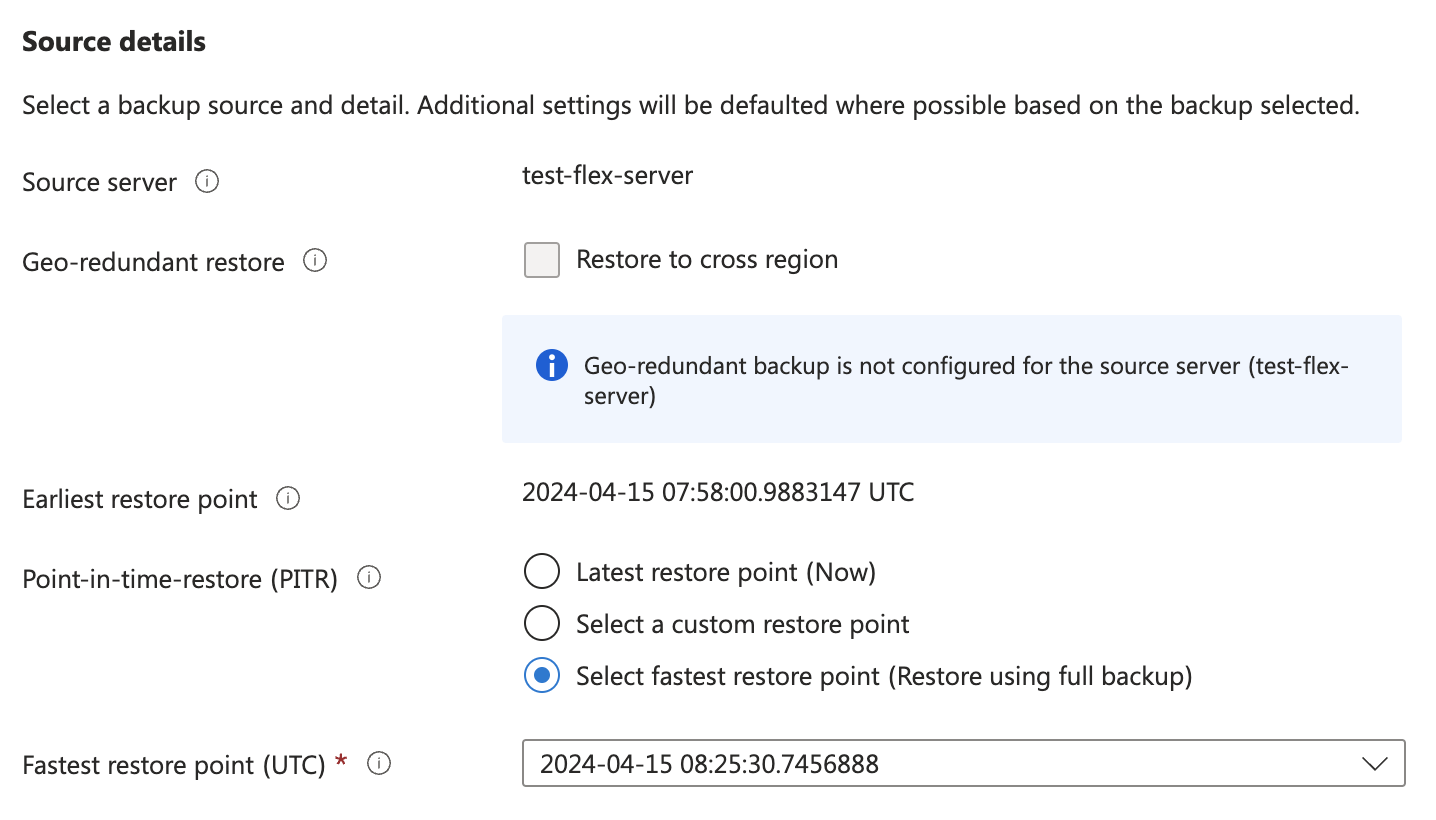 Source details
Select a backup source and detail. Additional settings will be defaulted where possible based on the backup selected.
Source server
test-flex-server
Geo-redundant restore
Restore to cross region
Geo-redundant backup is not configured for the source server (test-flex-
server)
Earliest restore point
2024-04-15 07:58:00.9883147 UTC
Point-in-time-restore (PITR)
Latest restore point (Now)
Select a custom restore point
Select fastest restore point (Restore using full backup)
Fastest restore point (UTC) *
2024-04-15 08:25:30.7456888